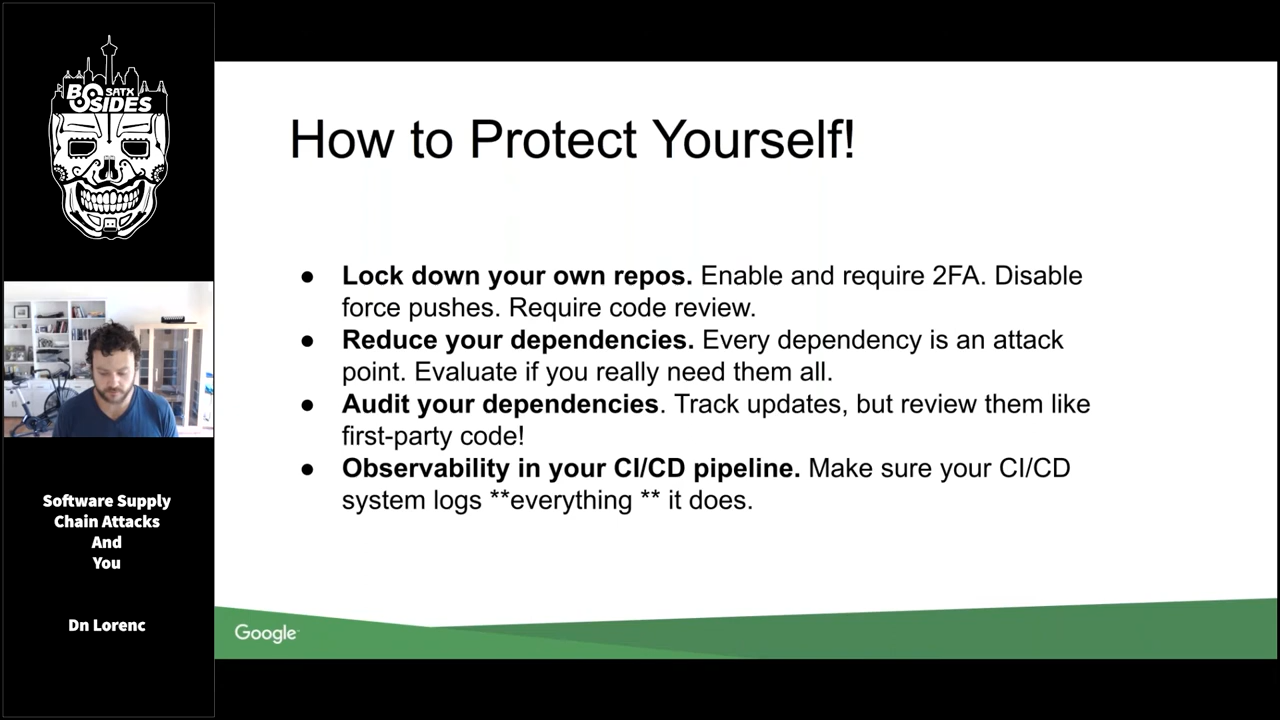 BSIDES
SATX
Software Supply
Chain Attacks
And
You
Dn Lorenc
How to Protect Yourself!
● Lock down your own repos. Enable and require 2FA. Disable
force pushes. Require code review.
● Reduce your dependencies. Every dependency is an attack
point. Evaluate if you really need them all.
● Audit your dependencies. Track updates, but review them like
first-party code!
● Observability in your CI/CD pipeline. Make sure your CI/CD
system logs **everything ** it does.
Google